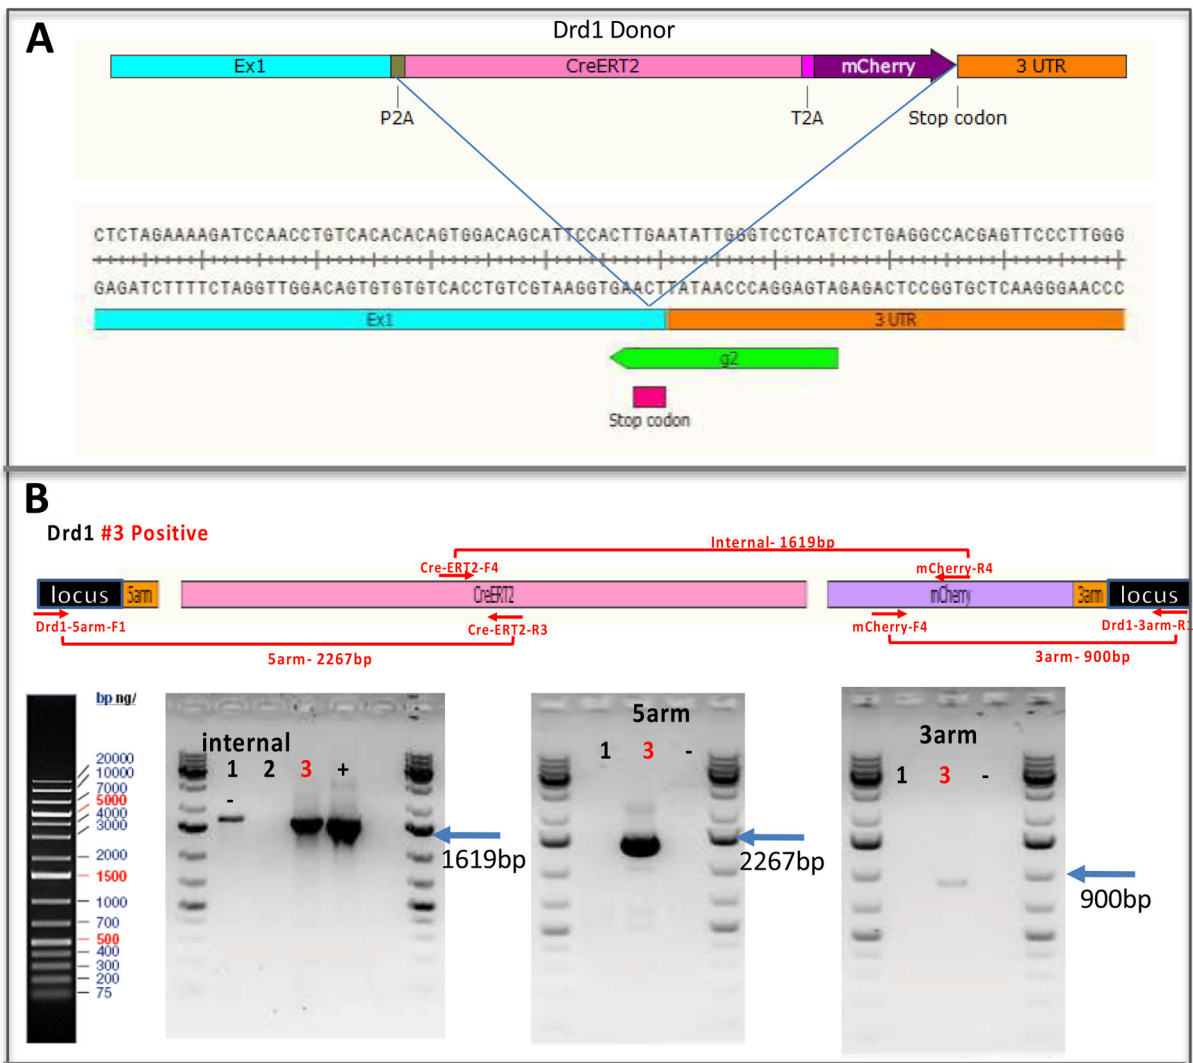 A
Drd1 Donor
Ex1 CreERT2 mCherry 3 UTR
P2A T2A Stop codon
CTCTAGAAAAGATCCAACCTGTCACACACAGTGGACAGCATTCCACTTGAATATTGGGTCCTCATCTCTGAGGCCACGAGTTCCCTTGGG
GAGATCTTTTCTAGGTTGGACAGTGTGTGTCACCTGTCGTAAGGTGAACTTATAACCCAGGAGTAGAGACTCCGGTGCTCAAGGGAACCC
Ex1 3 UTR
g2
Stop codon
B
Drd1 #3 Positive
Internal- 1619bp
Cre-ERT2-F4 mCherry-R4
locus 5arm CreERT2 mCherry 3arm locus
Drd1-5arm-F1 Cre-ERT2-R3 mCherry-F4 Drd1-3arm-R1
5arm- 2267bp 3arm- 900bp
bp ng/
20000
10000
7000
5000
4000
3000
2000
1500
1000
700
500
400
300
200
75
internal
1 2 3 +
-
1619bp
5arm
1 3 -
2267bp
3arm
1 3 -
900bp